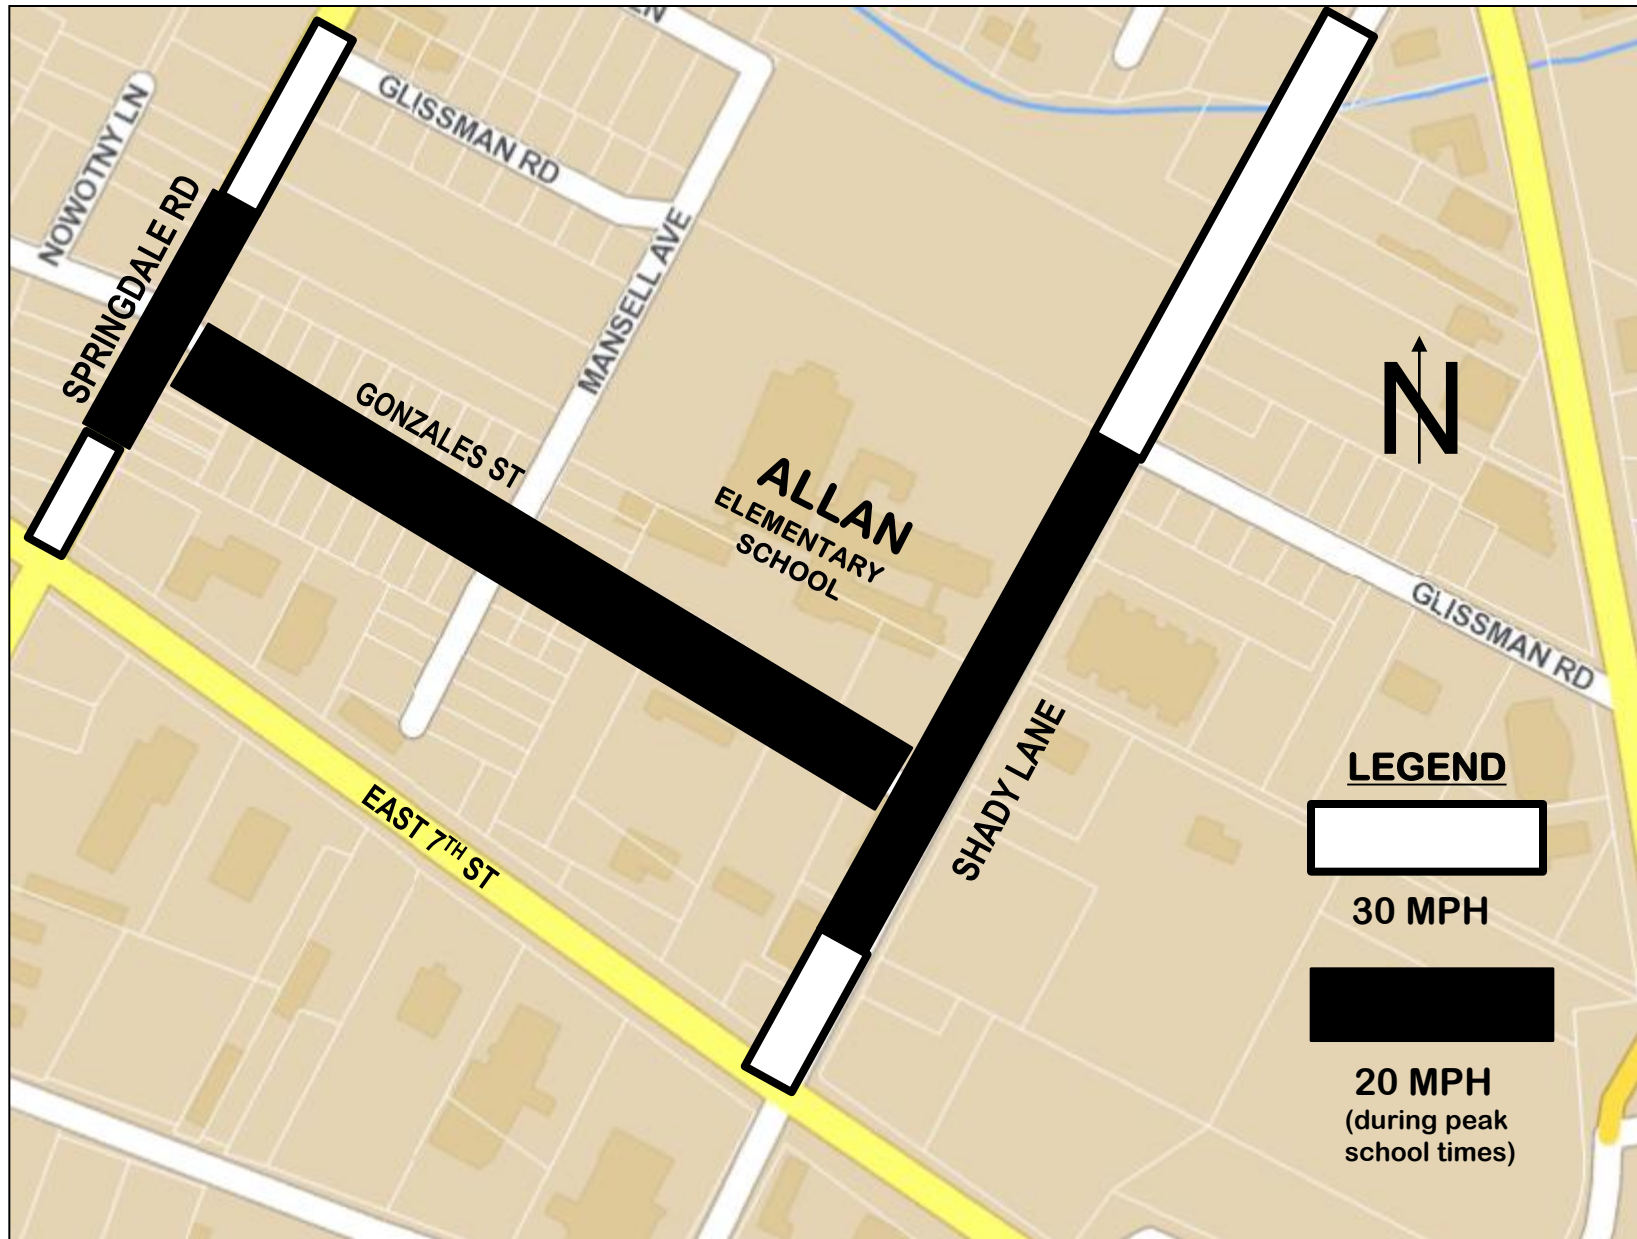 LN
NOWOTNY LN
GLISSMAN RD
SPRINGDALE RD
MANSELL AVE
GONZALES ST
N
ALLAN
ELEMENTARY
SCHOOL
GLISSMAN RD
SHADY LANE
EAST 7TH ST
LEGEND
30 MPH
20 MPH
(during peak
school times)